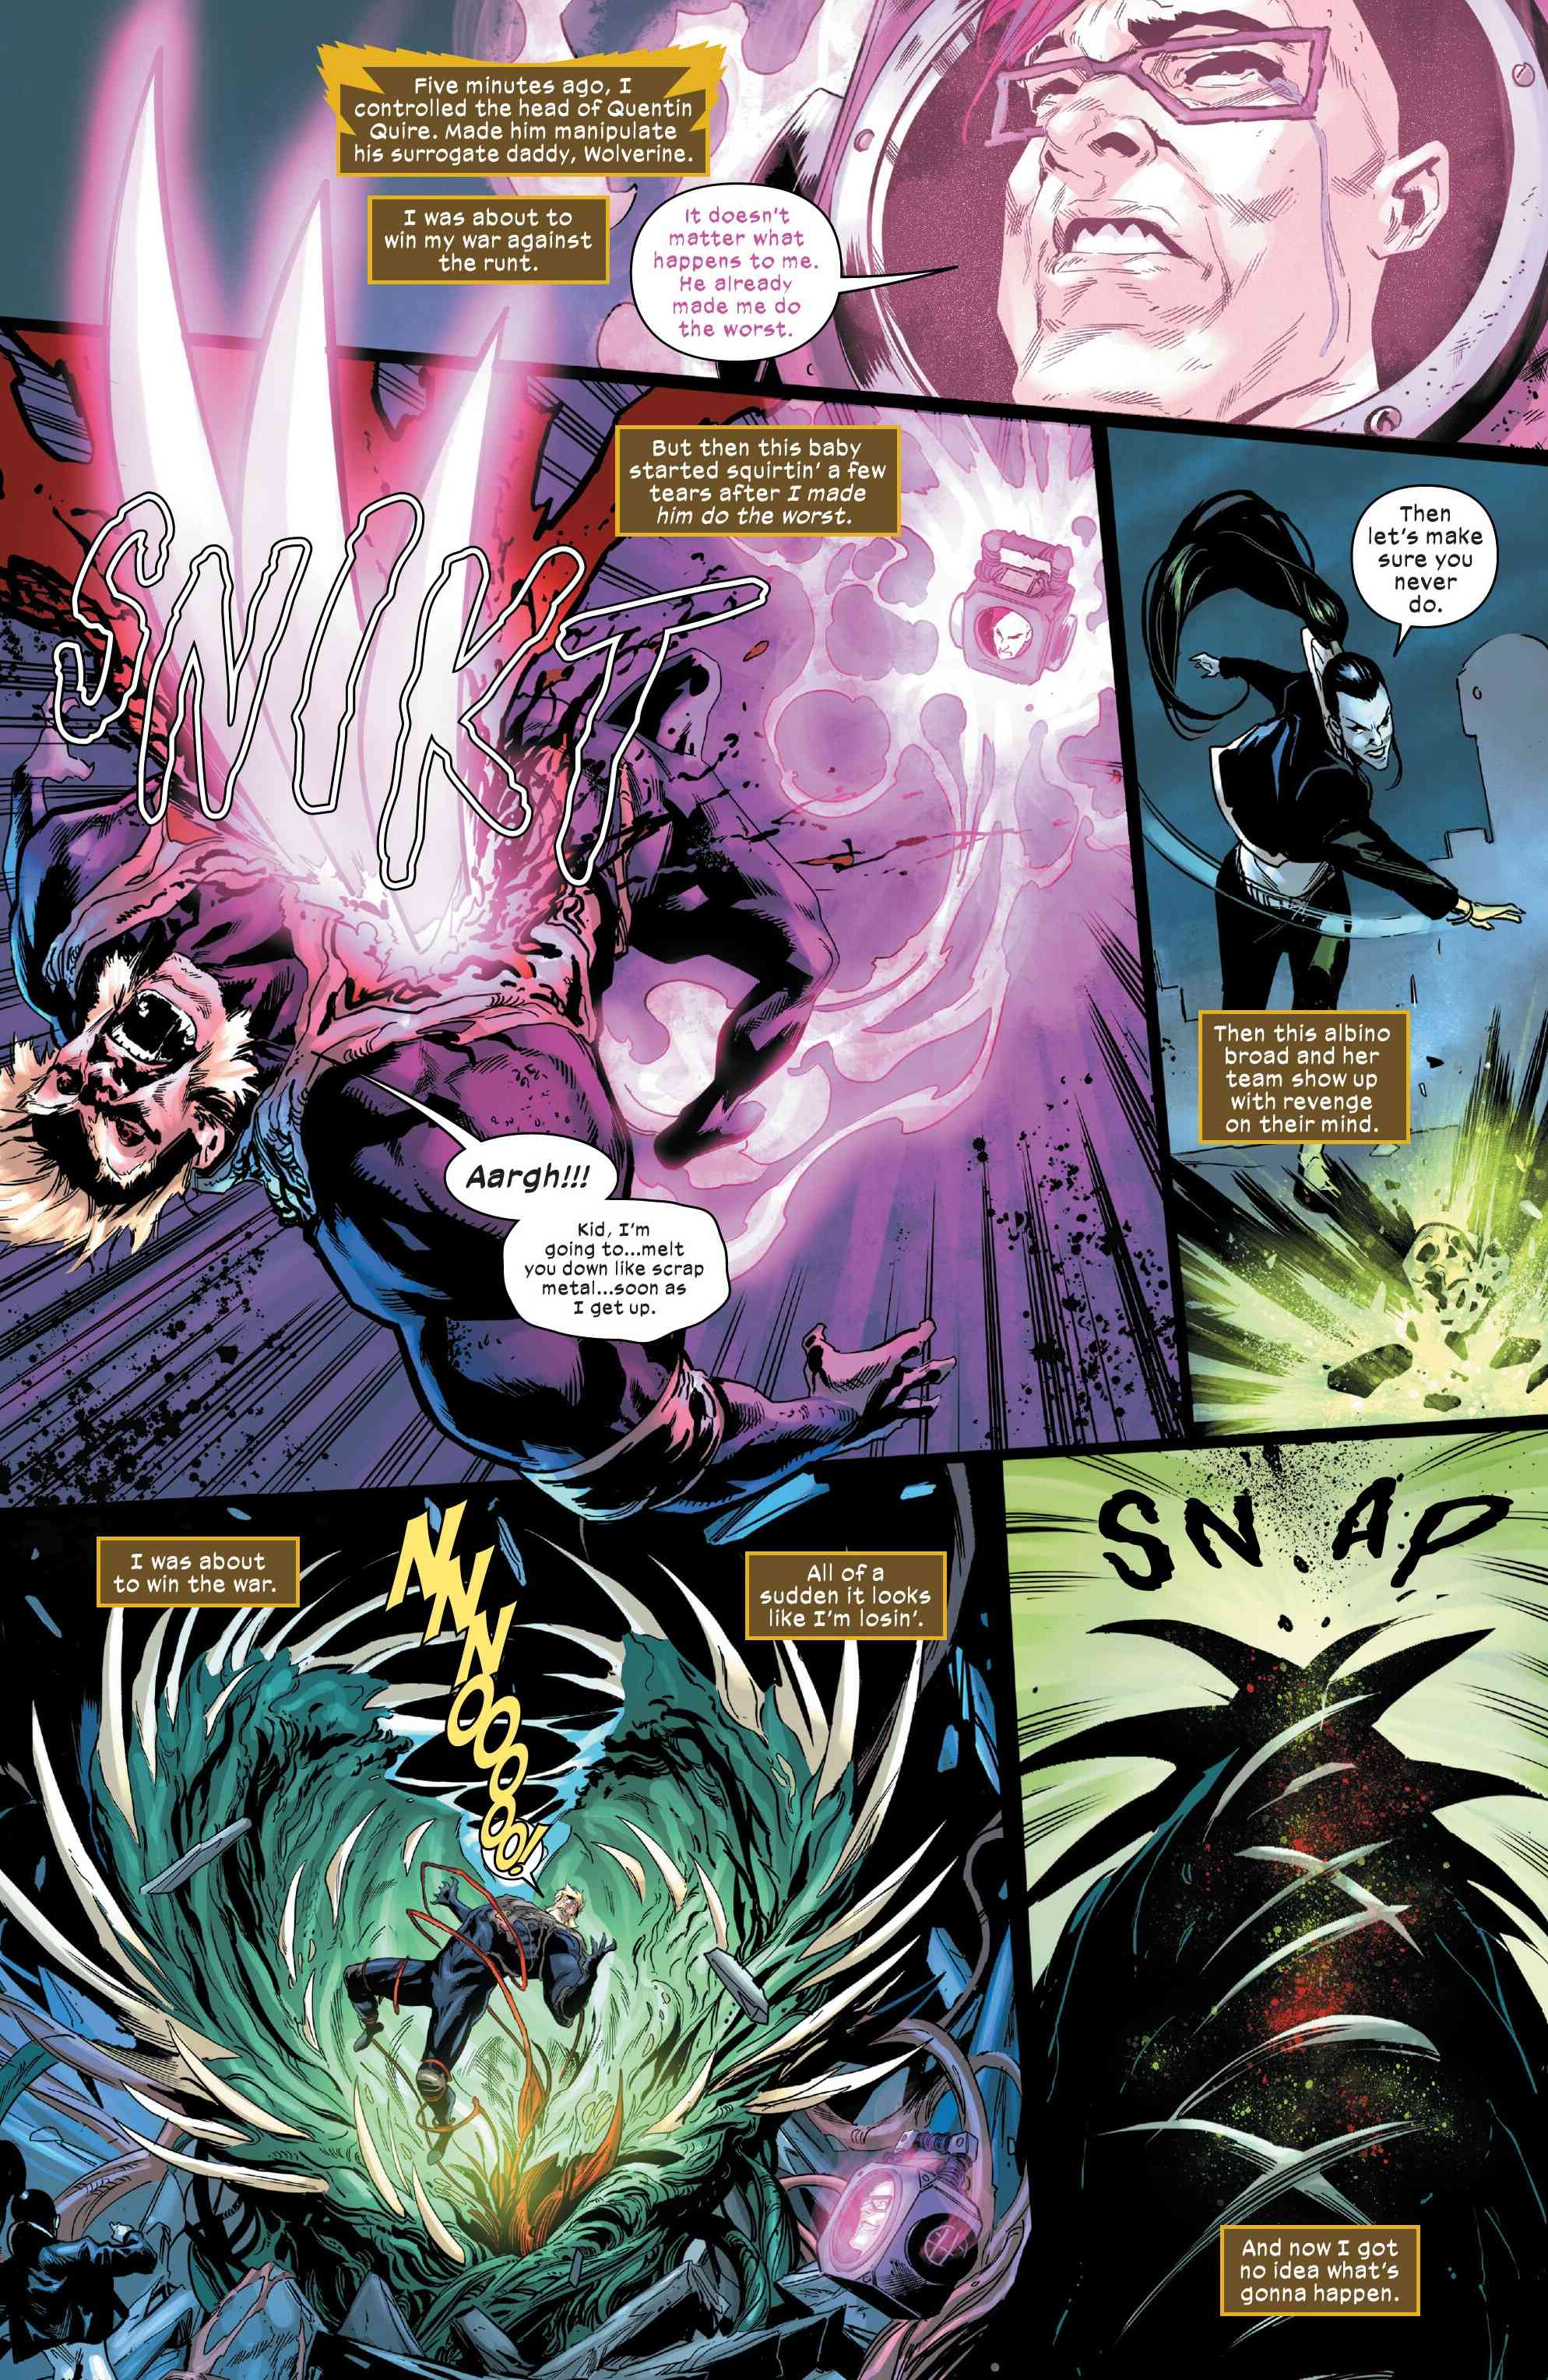 Five minutes ago, I
controlled the head of Quentin
Quire. Made him manipulate
his surrogate daddy, Wolverine.
I was about to
win my war against
the runt.
It doesn't
matter what
happens to me.
He already
made me do
the worst.
But then this baby
started squirtin' a few
tears after I made
him do the worst.
SNIKT
Then
let's make
sure you
never
do.
Then this albino
broad and her
team show up
with revenge
on their mind.
Aargh!!!
Kid, I'm
going to...melt
you down like scrap
metal...soon as
I get up.
I was about
to win the war.
NNNOOOOO!
All of a
sudden it looks
like I'm losin'.
SNAP
And now I got
no idea what's
gonna happen.